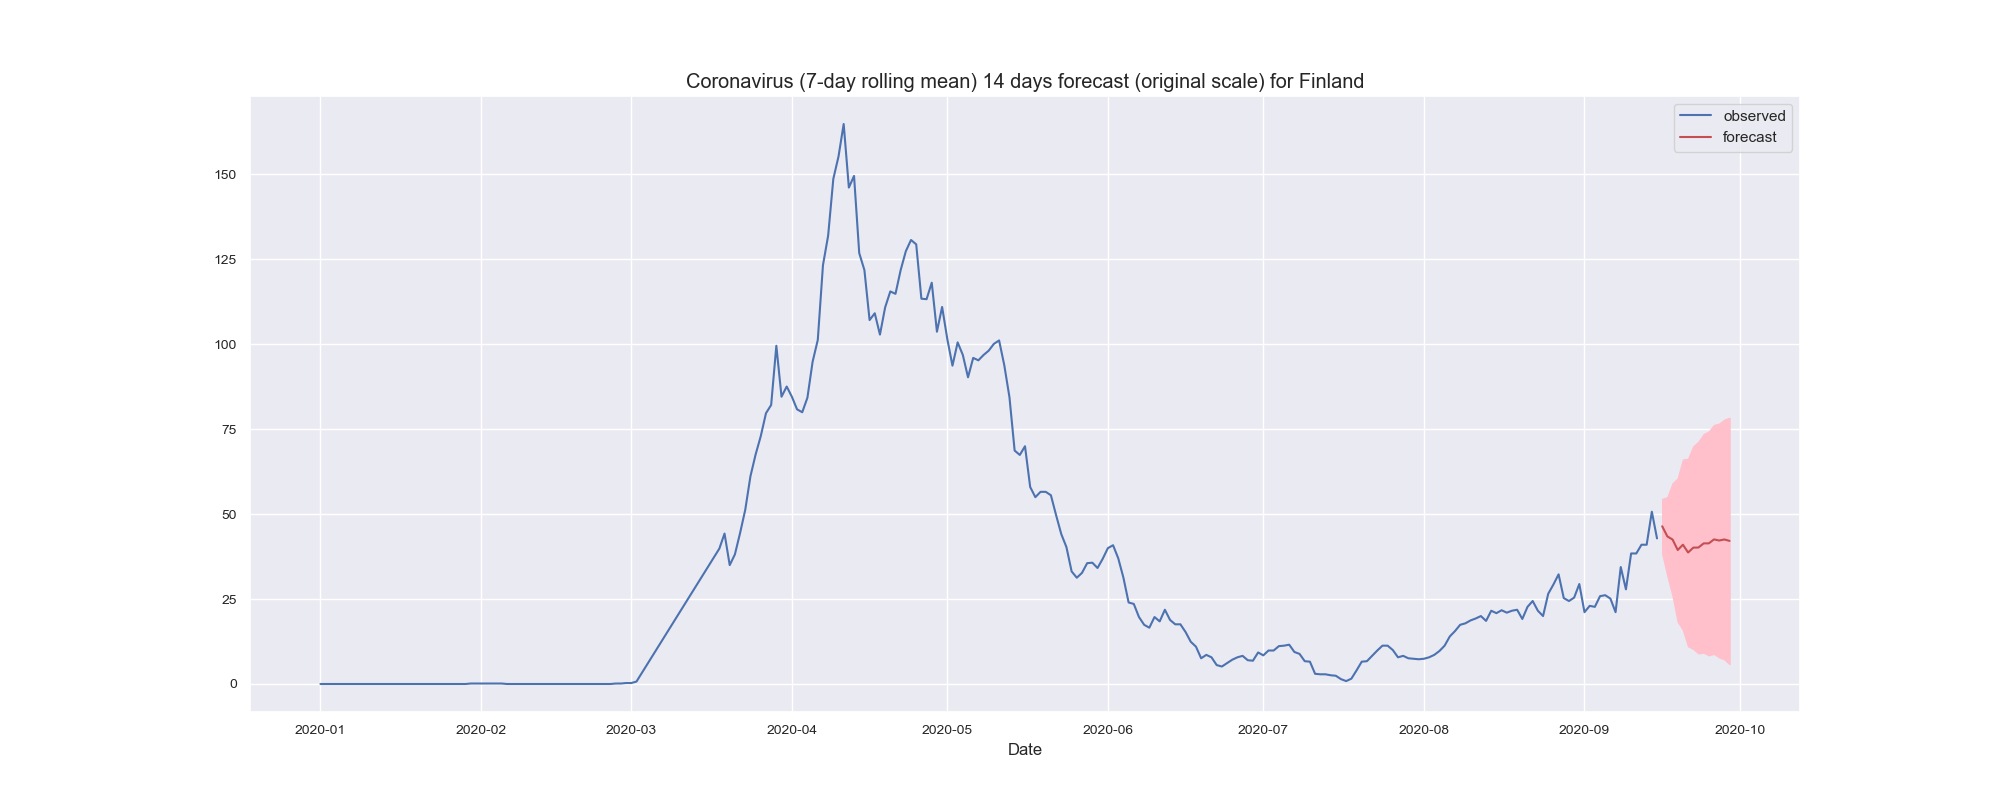 Coronavirus (7-day rolling mean) 14 days forecast (original scale) for Finland
observed
forecast
150
125
100
75
50
25
0
2020-01 2020-02 2020-03 2020-04 2020-05 2020-06 2020-07 2020-08 2020-09 2020-10
Date